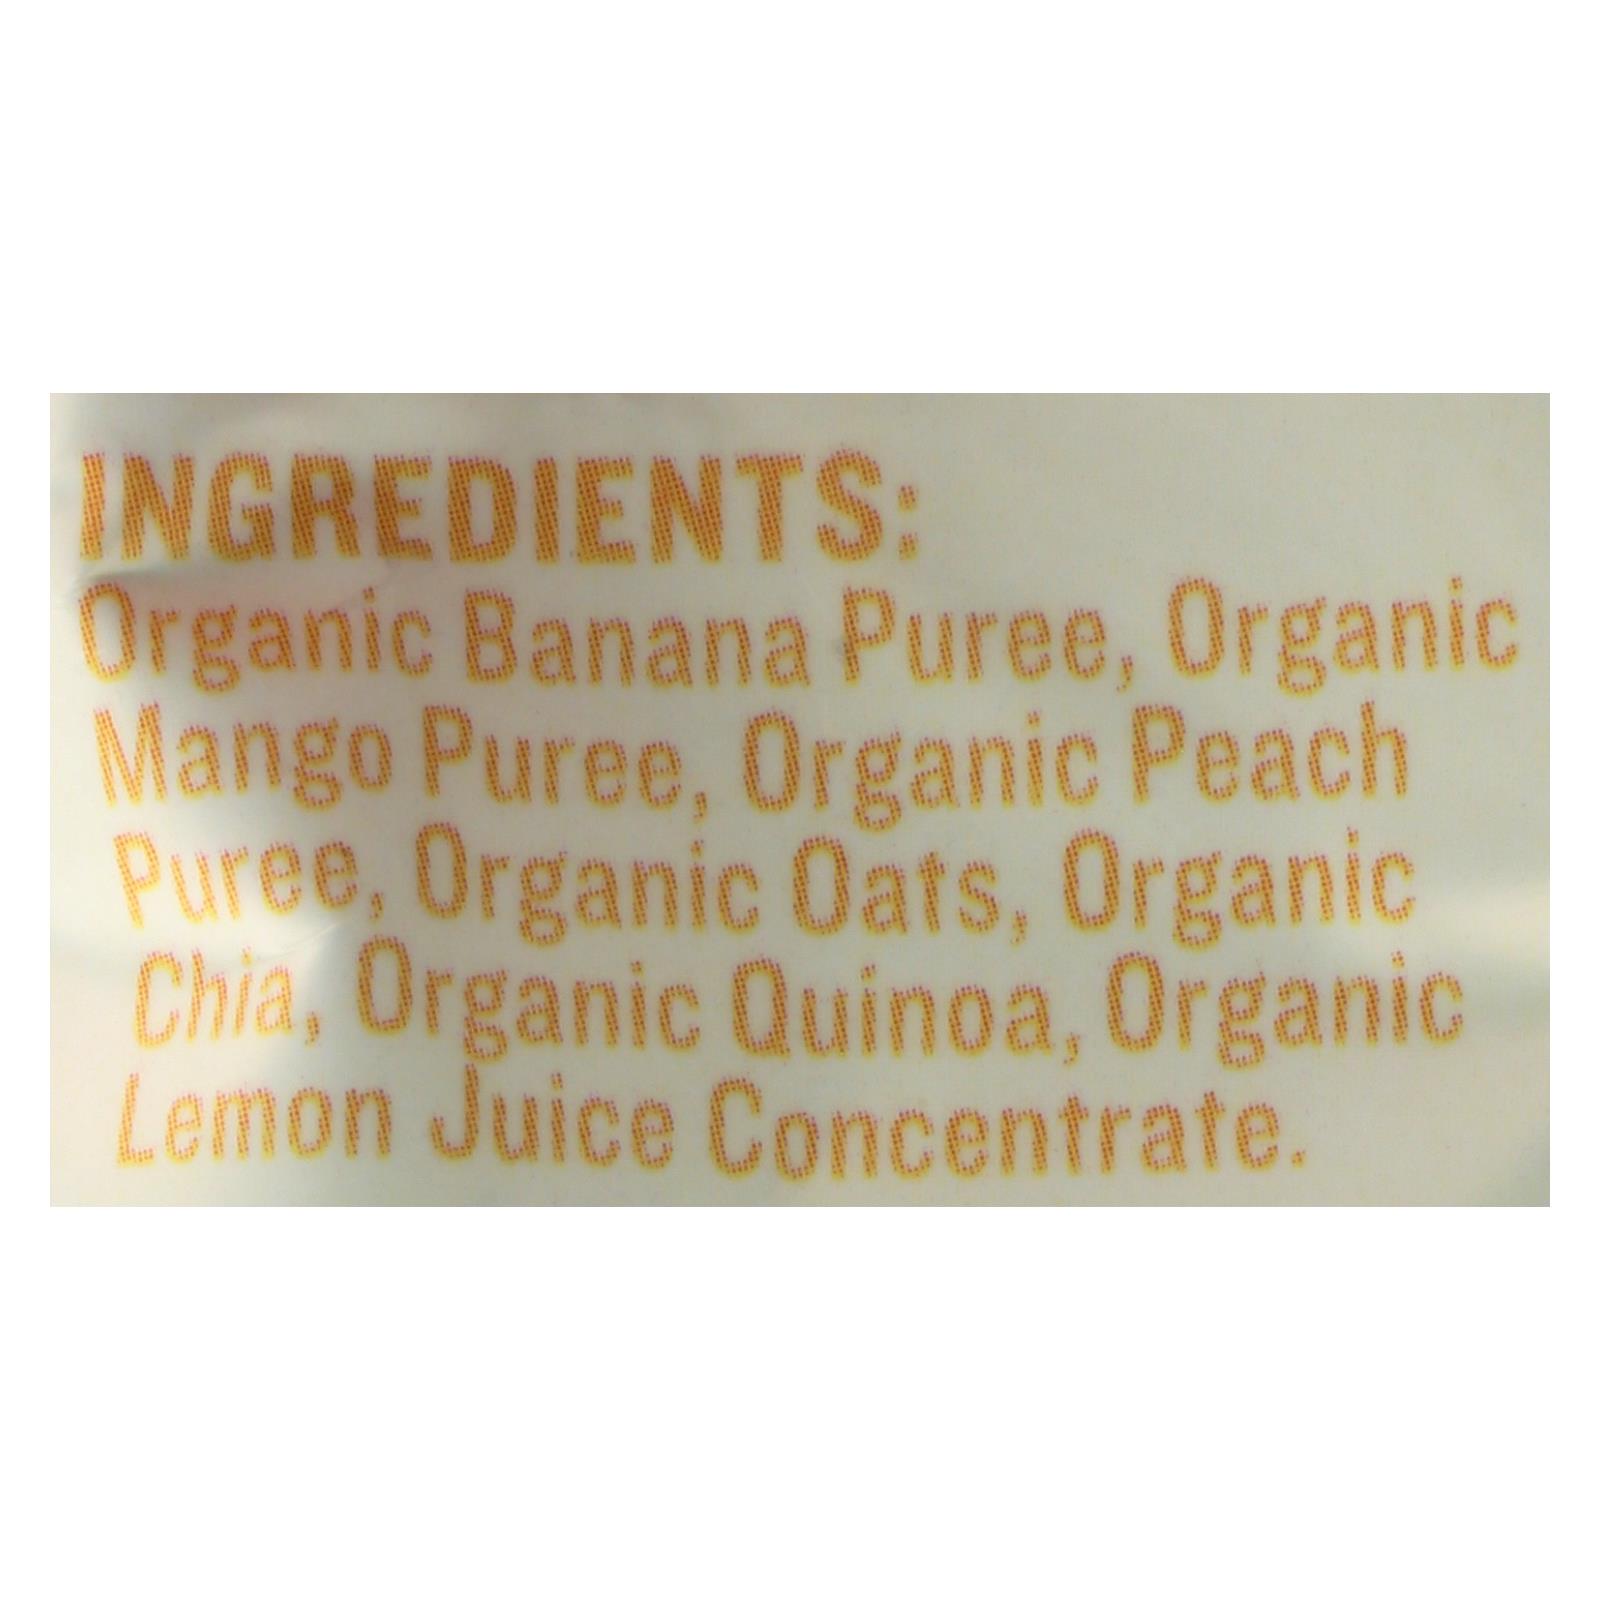 INGREDIENTS:
Organic Banana Puree, Organic
Mango Puree, Organic Peach
Puree, Organic Oats, Organic
Chia, Organic Quinoa, Organic
Lemon Juice Concentrate.